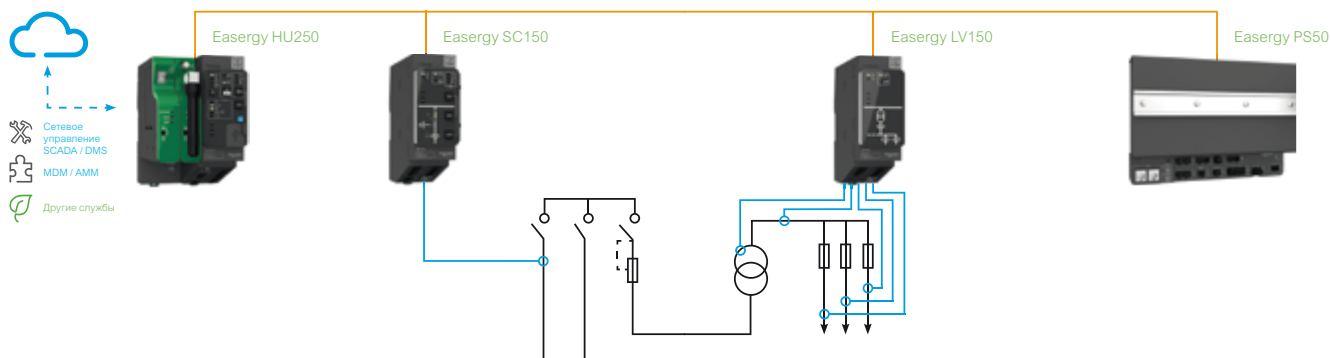 Easergy HU250
Easergy SC150
Easergy LV150
Easergy PS50
Сетевое
управление
SCADA / DMS
MDM / AMM
Другие службы